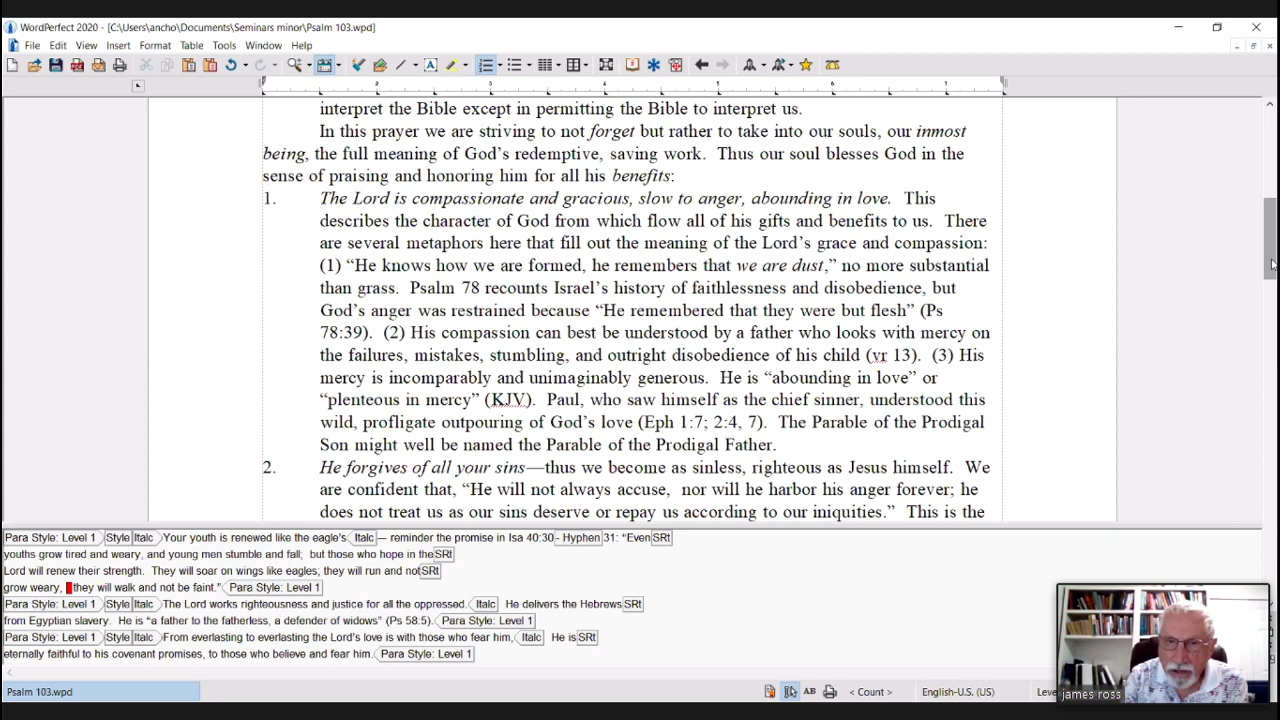 WordPerfect 2020 - [C:\Users\ancho\Documents\Seminars minor\Psalm 103.wpd]
File Edit View Insert Format Table Tools Window Help
interpret the Bible except in permitting the Bible to interpret us.
In this prayer we are striving to not forget but rather to take into our souls, our inmost
being, the full meaning of God’s redemptive, saving work.  Thus our soul blesses God in the
sense of praising and honoring him for all his benefits:
1. The Lord is compassionate and gracious, slow to anger, abounding in love.  This
describes the character of God from which flow all of his gifts and benefits to us.  There
are several metaphors here that fill out the meaning of the Lord’s grace and compassion:
(1) “He knows how we are formed, he remembers that we are dust,” no more substantial
than grass.  Psalm 78 recounts Israel’s history of faithlessness and disobedience, but
God’s anger was restrained because “He remembered that they were but flesh” (Ps
78:39).  (2) His compassion can best be understood by a father who looks with mercy on
the failures, mistakes, stumbling, and outright disobedience of his child (vr 13).  (3) His
mercy is incomparably and unimaginably generous.  He is “abounding in love” or
“plenteous in mercy” (KJV).  Paul, who saw himself as the chief sinner, understood this
wild, profligate outpouring of God’s love (Eph 1:7; 2:4, 7).  The Parable of the Prodigal
Son might well be named the Parable of the Prodigal Father.
2. He forgives of all your sins—thus we become as sinless, righteous as Jesus himself.  We
are confident that, “He will not always accuse,  nor will he harbor his anger forever; he
does not treat us as our sins deserve or repay us according to our iniquities.”  This is the
Para Style: Level 1 Style Italc Your youth is renewed like the eagle's Italc — reminder the promise in Isa 40:30 - Hyphen 31: “Even SRt
youths grow tired and weary, and young men stumble and fall;  but those who hope in the SRt
Lord will renew their strength.  They will soar on wings like eagles; they will run and not SRt
grow weary, they will walk and not be faint.” Para Style: Level 1
Para Style: Level 1 Style Italc The Lord works righteousness and justice for all the oppressed. Italc He delivers the Hebrews SRt
from Egyptian slavery.  He is “a father to the fatherless, a defender of widows” (Ps 58:5). Para Style: Level 1
Para Style: Level 1 Style Italc From everlasting to everlasting the Lord’s love is with those who fear him, Italc He is SRt
eternally faithful to his covenant promises, to those who believe and fear him. Para Style: Level 1
Psalm 103.wpd AB < Count > English-U.S. (US)
james ross